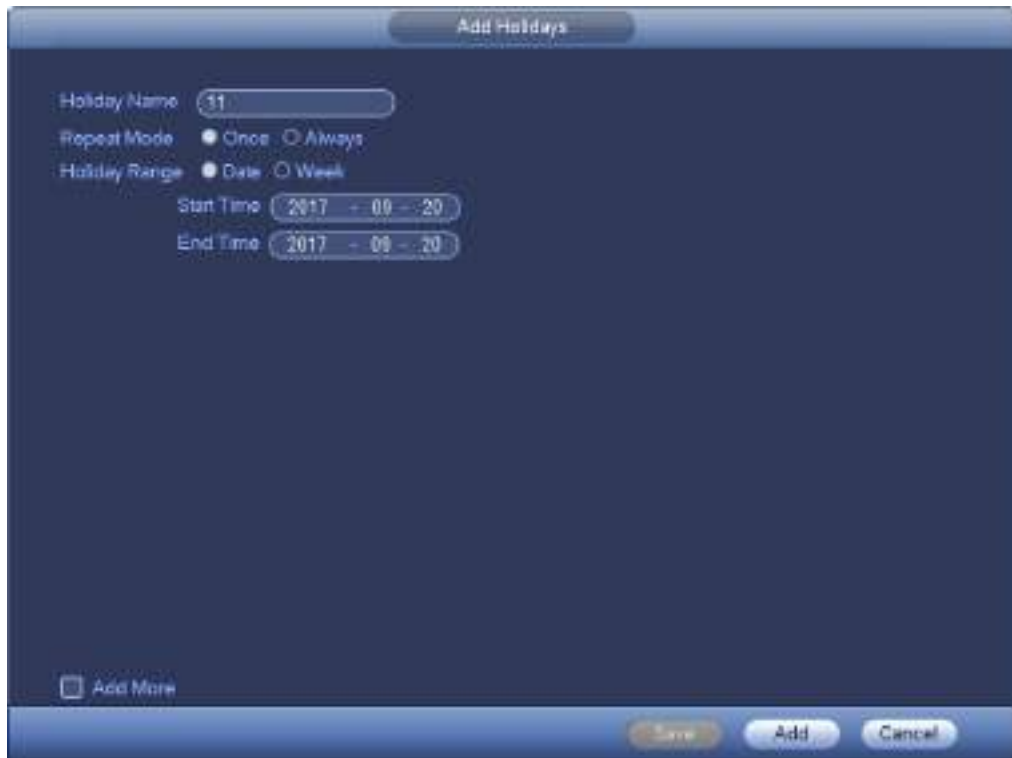 Add Holidays
Holiday Name 11
Repeat Mode Once Always
Holiday Range Date Week
Start Time 2017 - 09 - 20
End Time 2017 - 09 - 20
Add More
Save Add Cancel